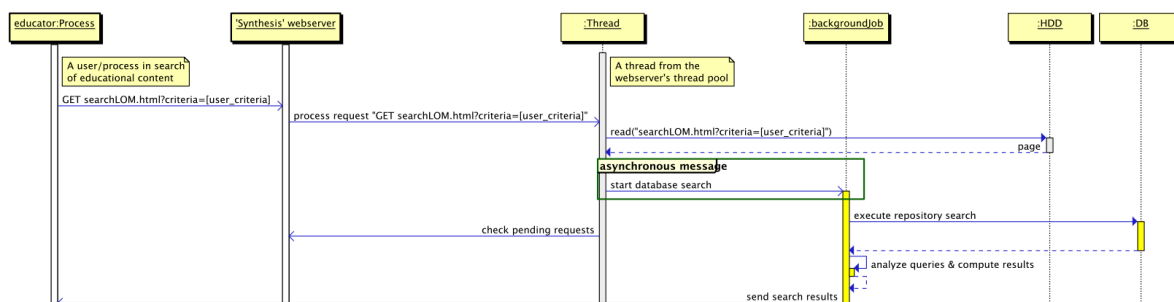 educator:Process
'Synthesis' webserver
:Thread
:backgroundJob
:HDD
:DB
A user/process in search
of educational content
A thread from the
webserver's thread pool
GET searchLOM.html?criteria=[user_criteria]
process request "GET searchLOM.html?criteria=[user_criteria]"
read("searchLOM.html?criteria=[user_criteria]")
page
asynchronous message
start database search
execute repository search
check pending requests
analyze queries & compute results
send search results